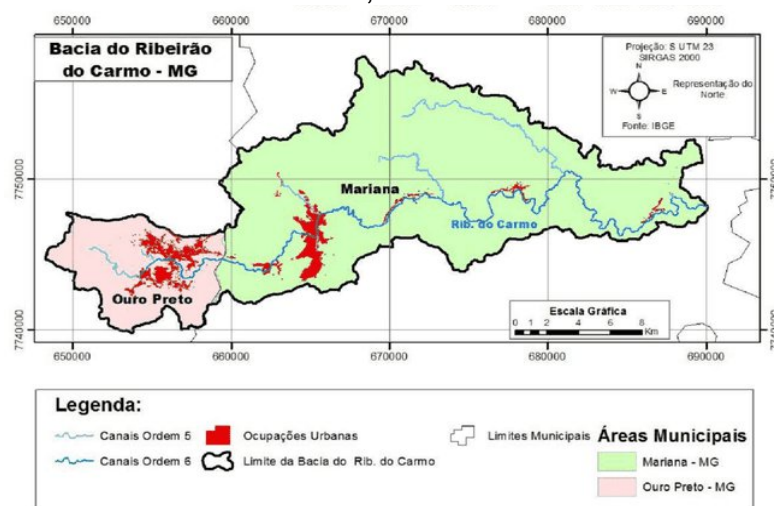 650000 660000 670000 680000 690000
Bacia do Ribeirão
do Carmo - MG
Projeção: S UTM 23
SIRGAS 2000
N
W E
S
Representação do
Norte
Fonte: IBGE
7750000
Mariana
Rib. do Carmo
Ouro Preto
Escala Gráfica
0 1 2 4 6 8
Km
7740000
7740000
650000 660000 670000 680000 690000
Legenda:
Canais Ordem 5
Ocupações Urbanas
Limites Municipais
Canais Ordem 6
Limite da Bacia do Rib. do Carmo
Áreas Municipais
Mariana - MG
Ouro Preto - MG